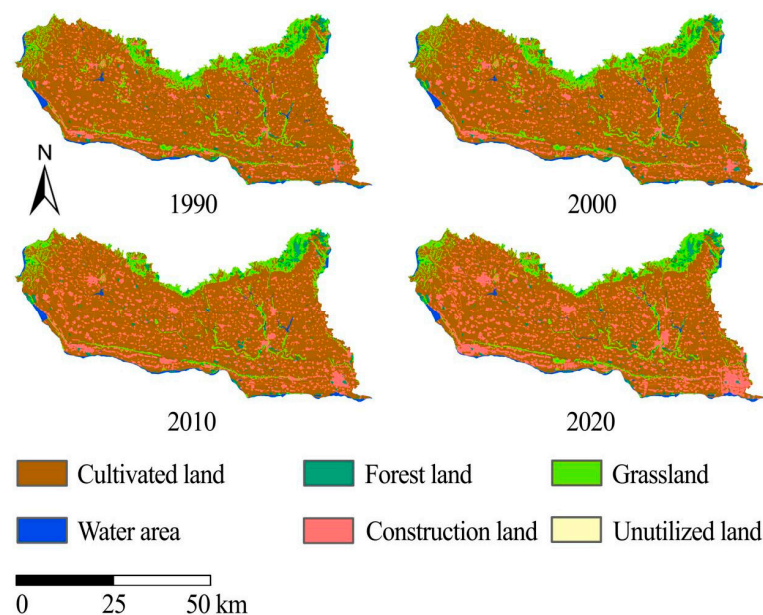 N
1990
2000
2010
2020
Cultivated land
Forest land
Grassland
Water area
Construction land
Unutilized land
0 25 50 km